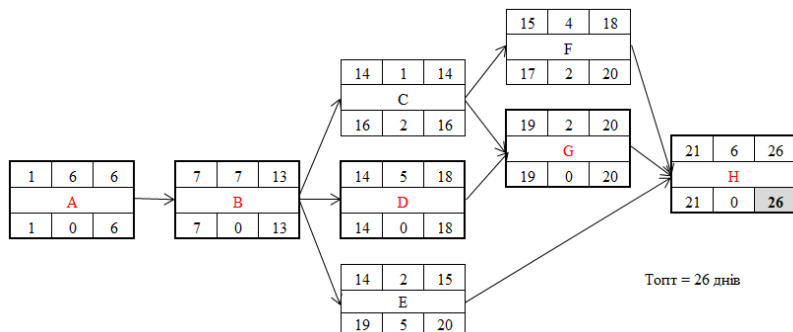 15 4 18
F
17 2 20
14 1 14
C
16 2 16
19 2 20
G
19 0 20
1 6 6
A
1 0 6
7 7 13
B
7 0 13
14 5 18
D
14 0 18
21 6 26
H
21 0 26
14 2 15
E
19 5 20
Топт = 26 днів